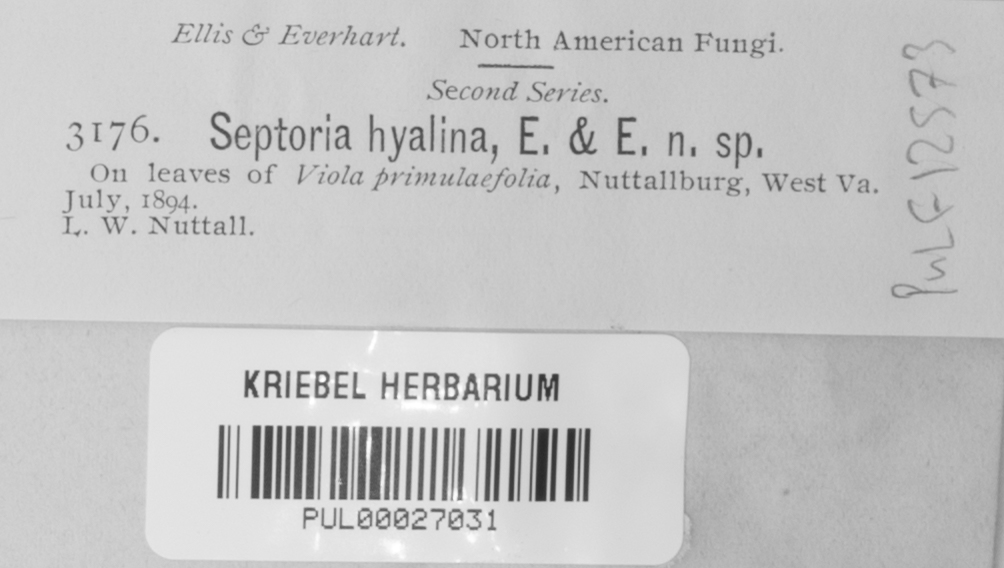 Ellis & Everhart. North American Fungi.
Second Series.
3176. Septoria hyalina, E. & E. n. sp.
On leaves of Viola primulaefolia, Nuttallburg, West Va.
July, 1894.
L. W. Nuttall.
PULF 12573
KRIEBEL HERBARIUM
PUL00027031